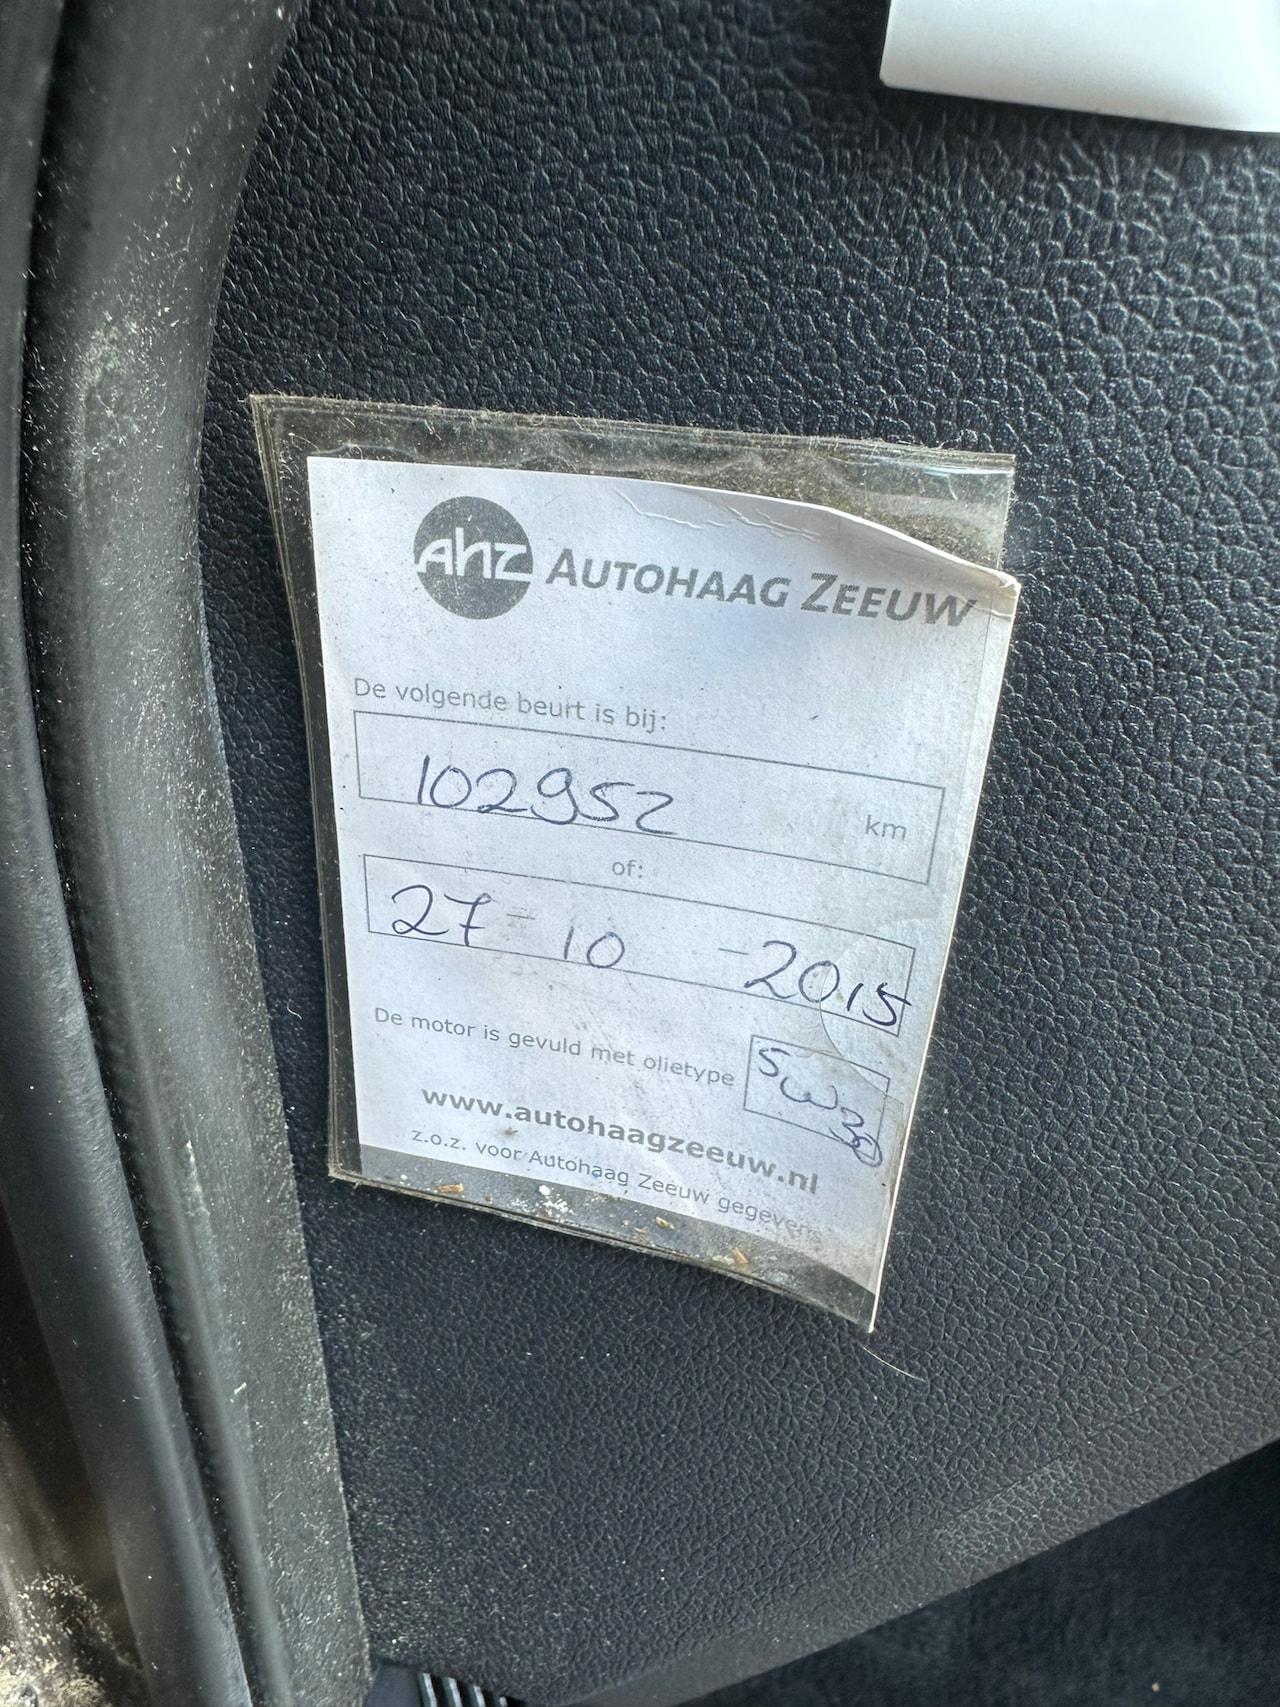 ahz AUTOHAAG ZEEUW
De volgende beurt is bij:
102952 km
of:
27-10-2015
De motor is gevuld met olietype 5W30
www.autohaagzeeuw.nl
z.o.z. voor Autohaag Zeeuw gegevens